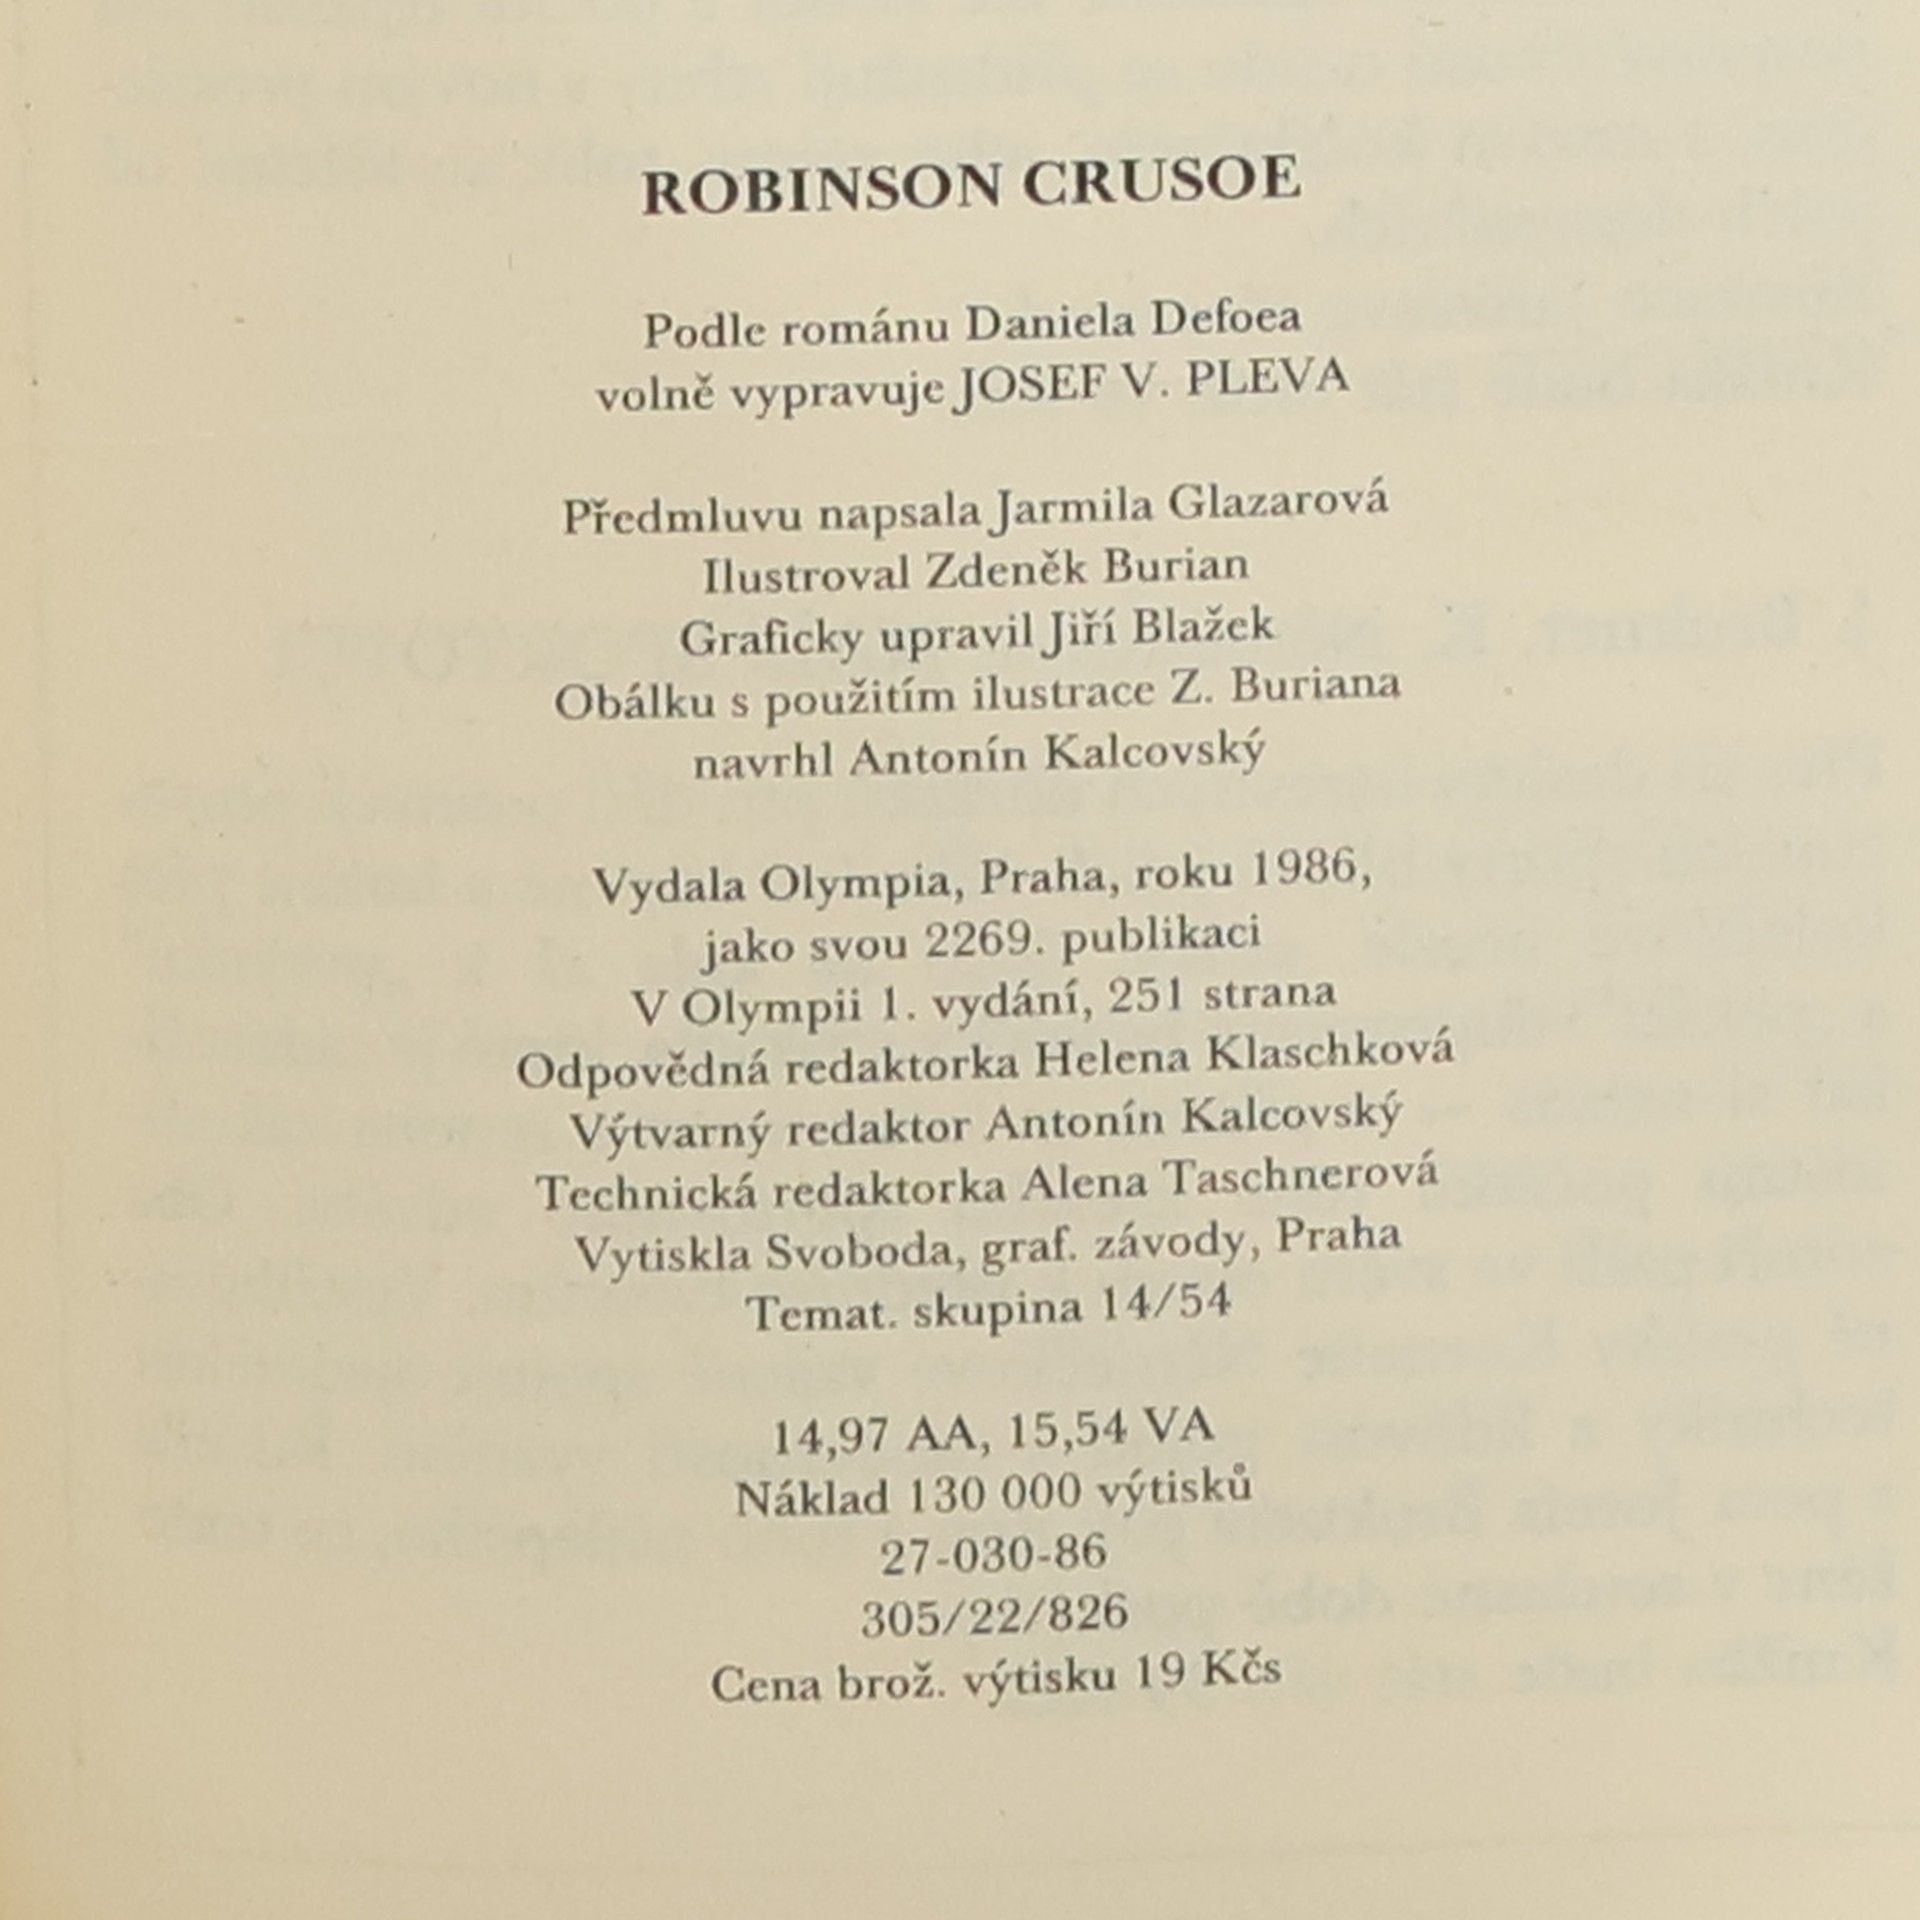 ROBINSON CRUSOE
Podle románu Daniela Defoea
volně vypravuje JOSEF V. PLEVA
Předmluvu napsala Jarmila Glazarová
Ilustroval Zdeněk Burian
Graficky upravil Jiří Blažek
Obálku s použitím ilustrace Z. Buriana
navrhl Antonín Kalcovský
Vydala Olympia, Praha, roku 1986,
jako svou 2269. publikaci
V Olympii 1. vydání, 251 strana
Odpovědná redaktorka Helena Klaschková
Výtvarný redaktor Antonín Kalcovský
Technická redaktorka Alena Taschnerová
Vytiskla Svoboda, graf. závody, Praha
Temat. skupina 14/54
14,97 AA, 15,54 VA
Náklad 130 000 výtisků
27-030-86
305/22/826
Cena brož. výtisku 19 Kčs